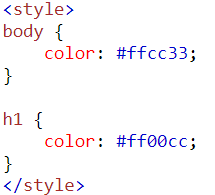 <style>
body {
    color: #ffcc33;
}

h1 {
    color: #ff00cc;
}
</style>